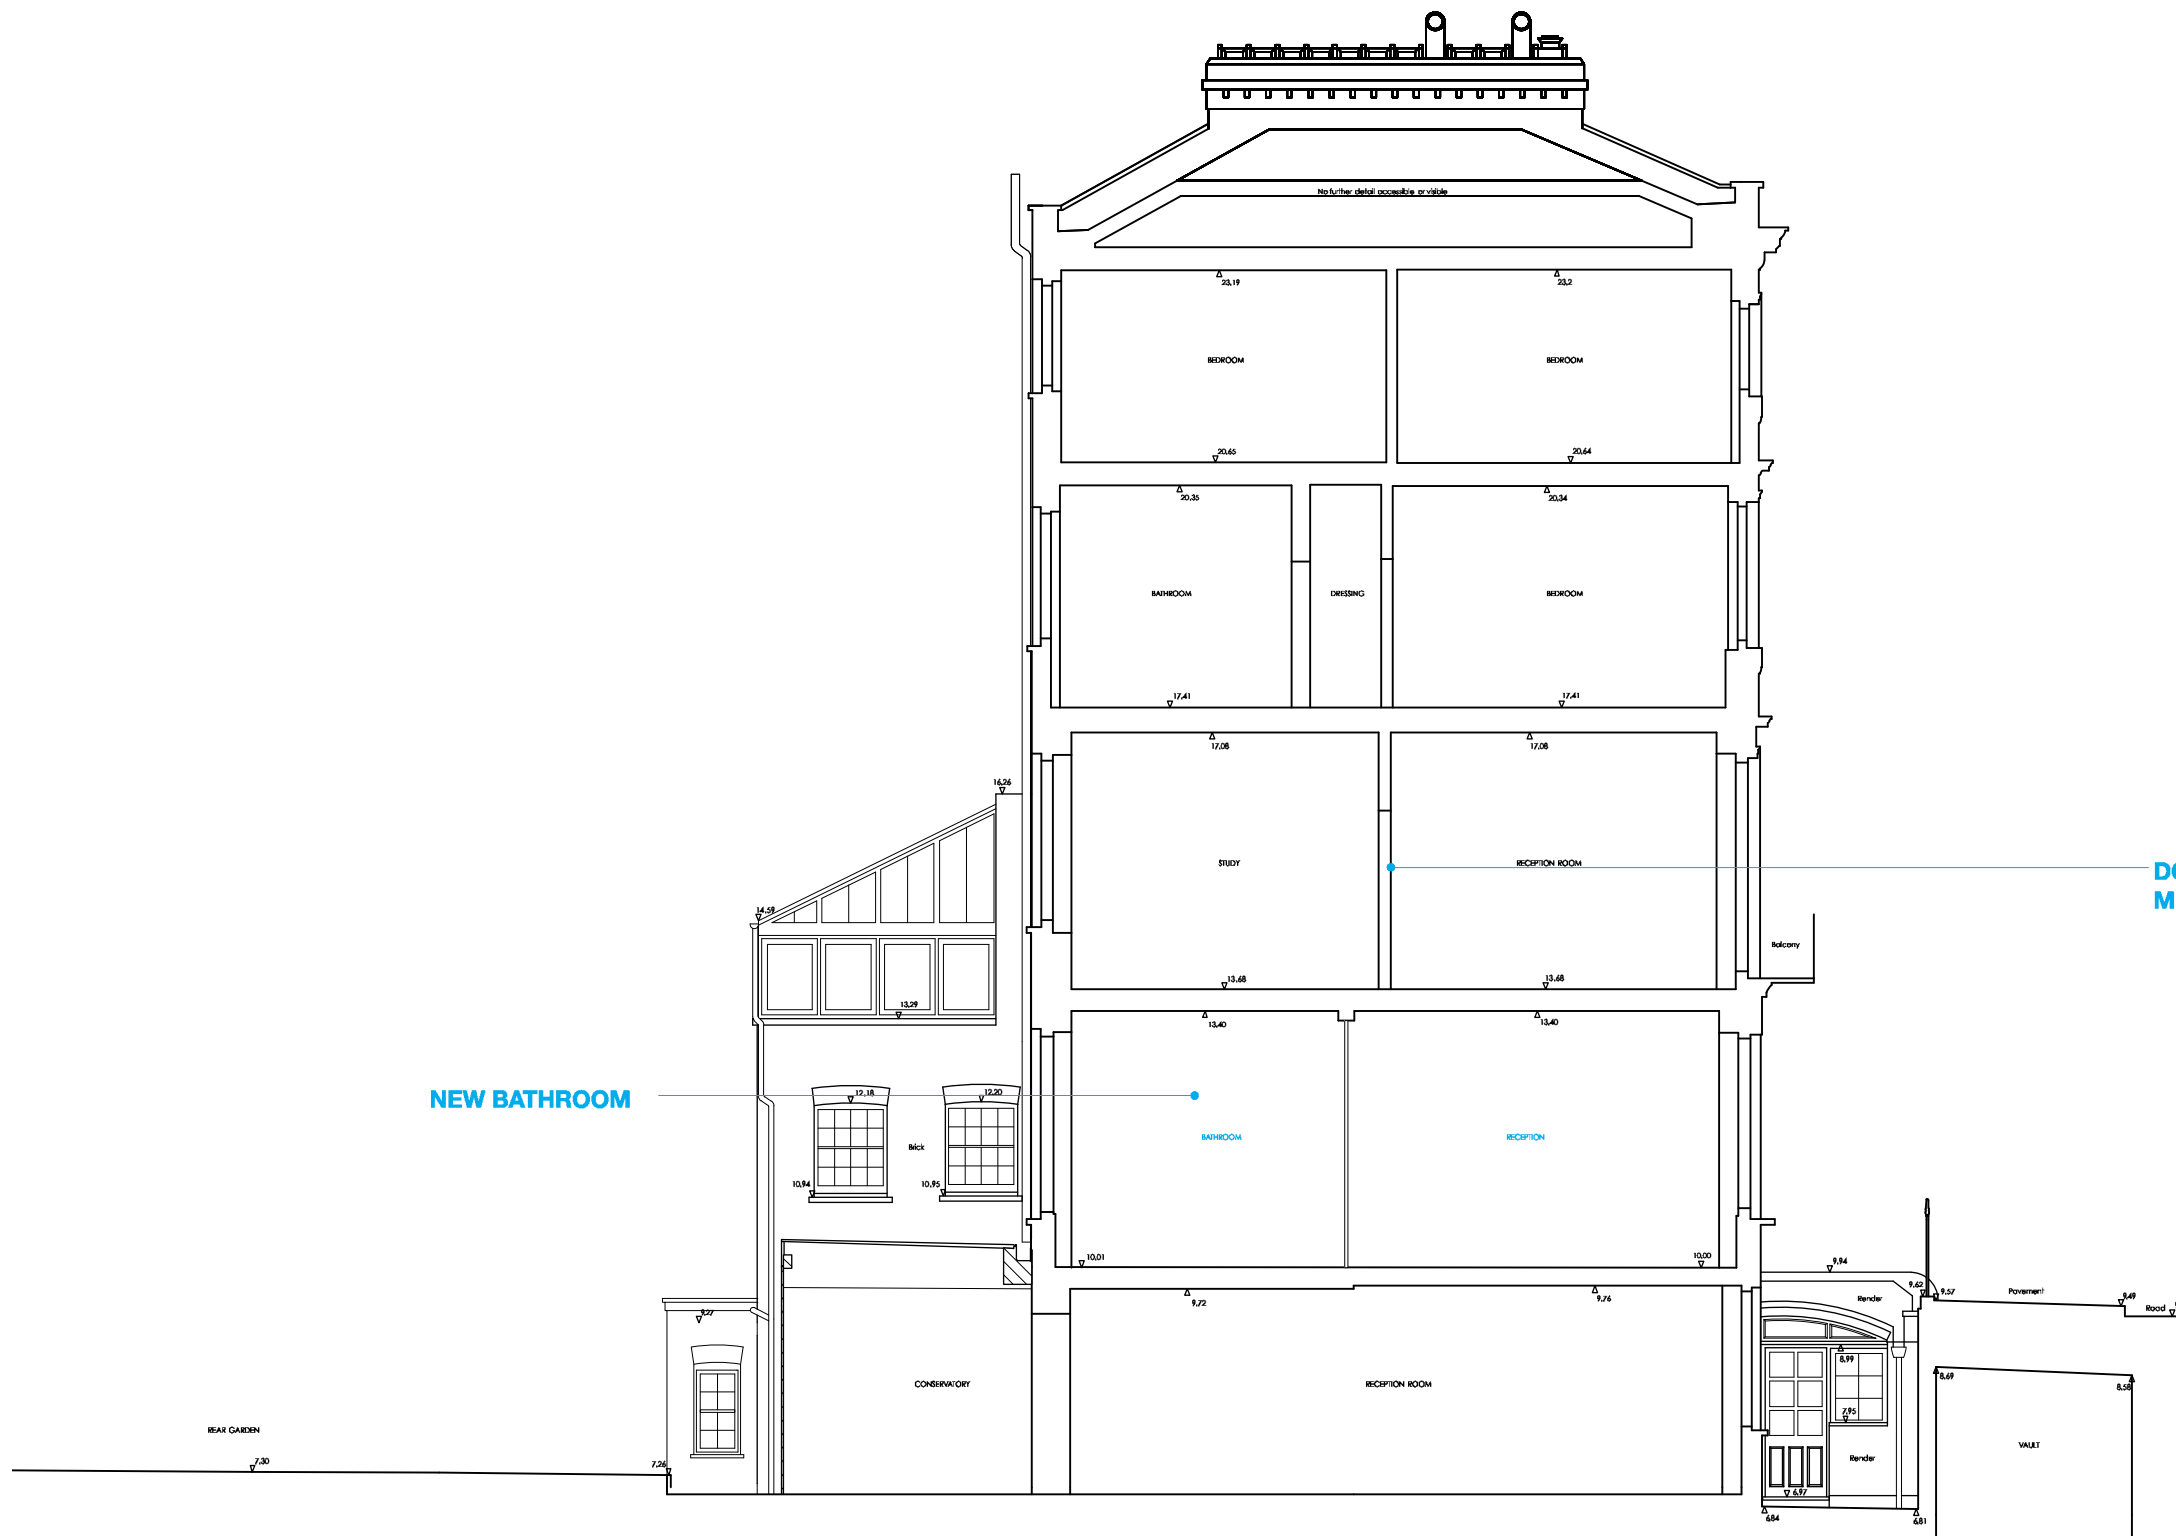 No further detail accessible or visible
23.19
23.2
BEDROOM
BEDROOM
20.65
20.64
20.35
20.34
BATHROOM
DRESSING
BEDROOM
17.41
17.41
17.08
17.08
16.26
STUDY
RECEPTION ROOM
14.59
Balcony
13.68
13.68
13.29
13.40
13.40
NEW BATHROOM
12.18
12.20
BATHROOM
RECEPTION
Brick
10.94
10.95
10.01
10.00
9.94
9.62
9.57
Pavement
9.49
Road
Render
9.27
9.72
9.76
8.99
8.69
8.58
CONSERVATORY
RECEPTION ROOM
7.95
REAR GARDEN
VAULT
Render
7.30
7.26
6.97
6.84
6.81